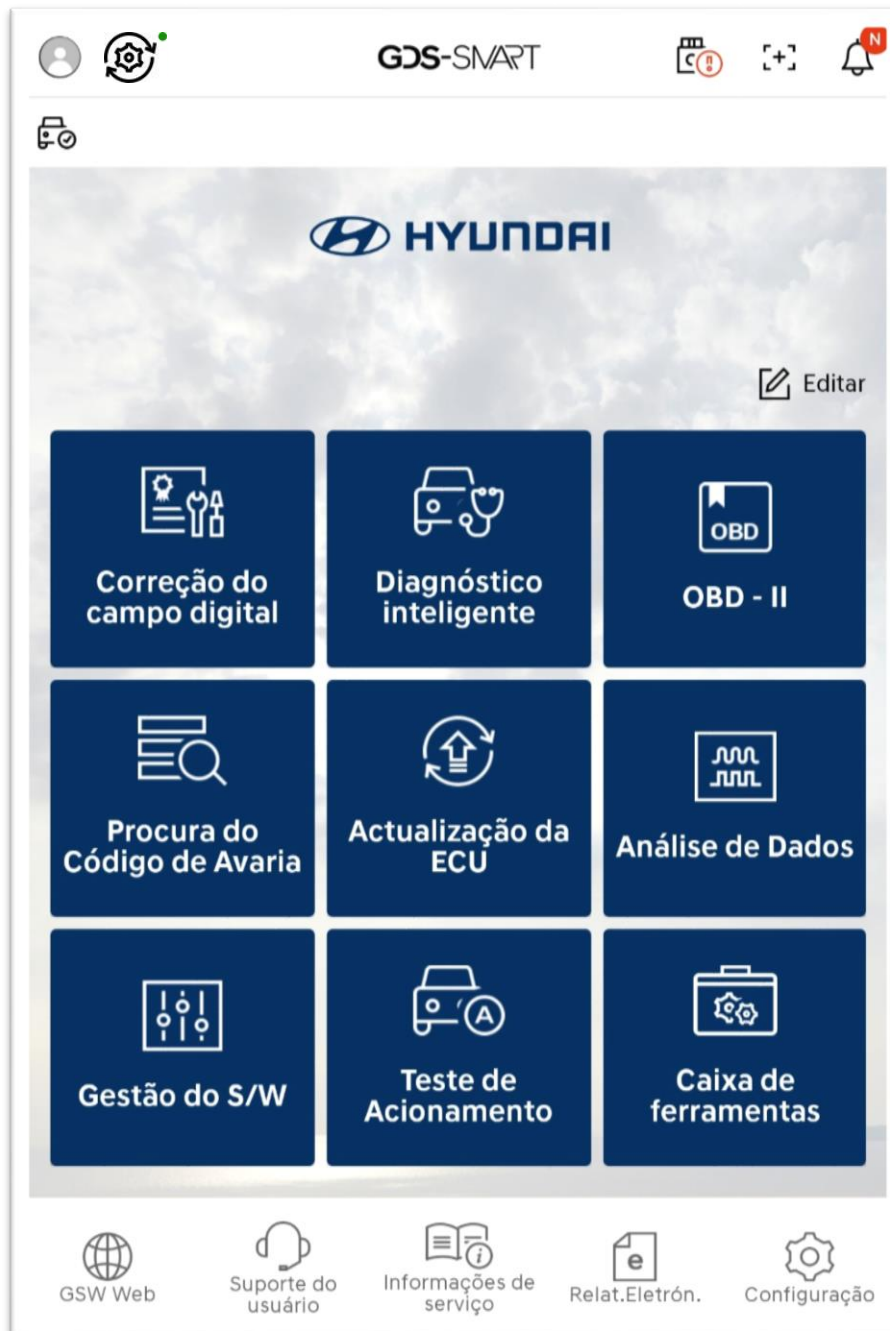 GDS-SMART
N
HYUNDAI
Editar
Correção do
campo digital
Diagnóstico
inteligente
OBD
OBD - II
Procura do
Código de Avaria
Actualização da
ECU
Análise de Dados
Gestão do S/W
A
Teste de
Acionamento
Caixa de
ferramentas
GSW Web
Suporte do
usuário
Informações de
serviço
e
Relat.Eletrón.
Configuração